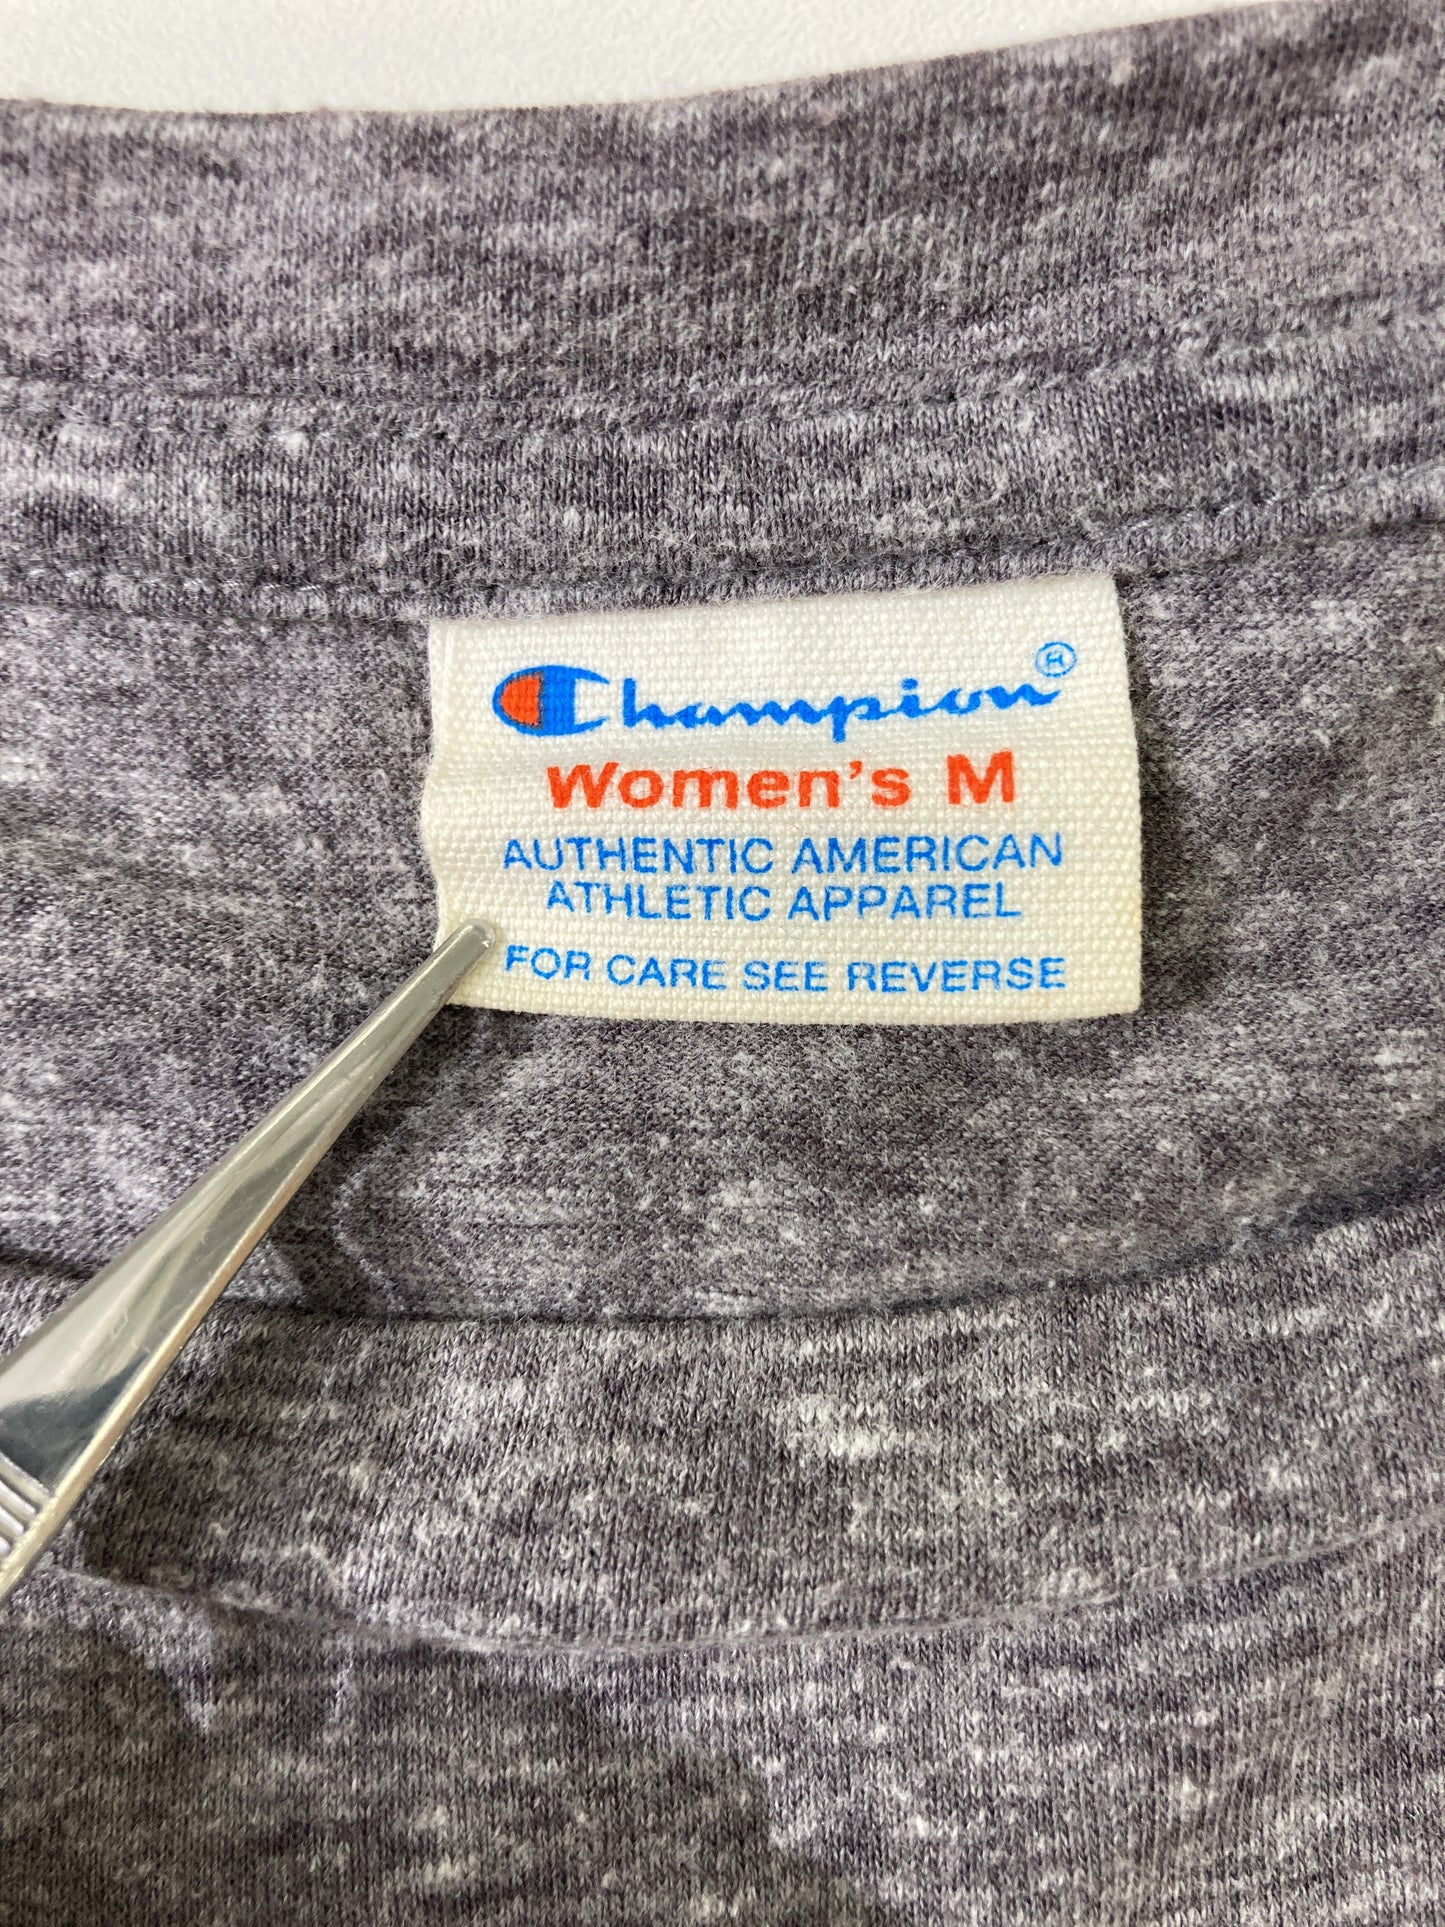 Champion®
Women's M
AUTHENTIC AMERICAN
ATHLETIC APPAREL
FOR CARE SEE REVERSE